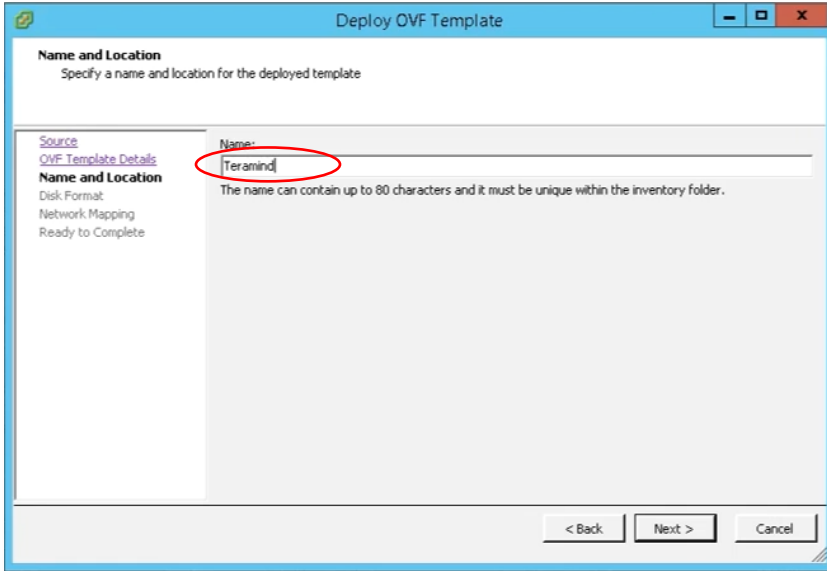 Deploy OVF Template
Name and Location
Specify a name and location for the deployed template
Source
OVF Template Details
Name and Location
Disk Format
Network Mapping
Ready to Complete
Name:
Teramind
The name can contain up to 80 characters and it must be unique within the inventory folder.
< Back
Next >
Cancel